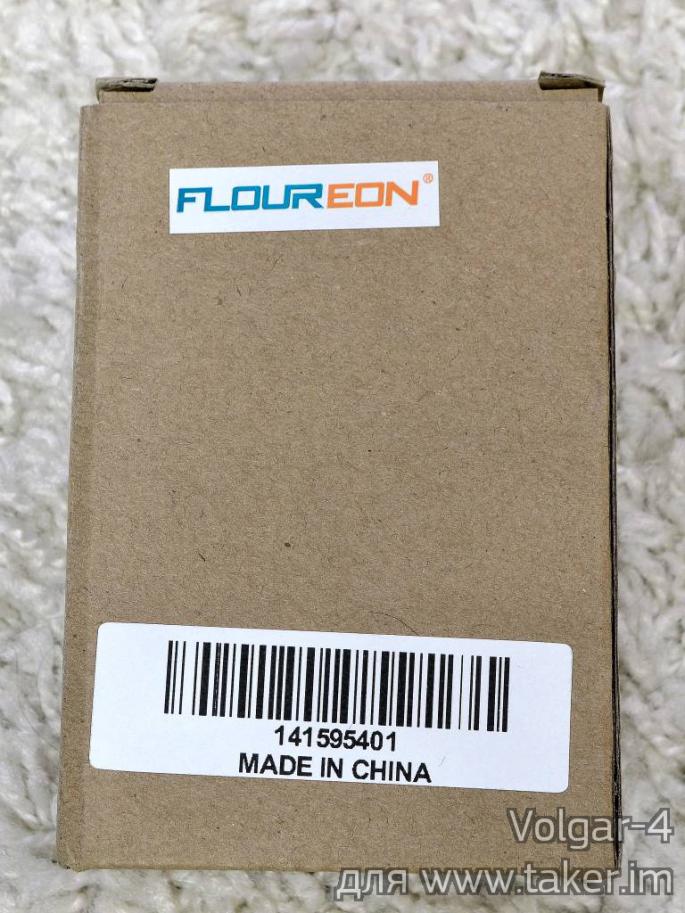 FLOUREON®
141595401
MADE IN CHINA
Volgar-4
для www.taker.im